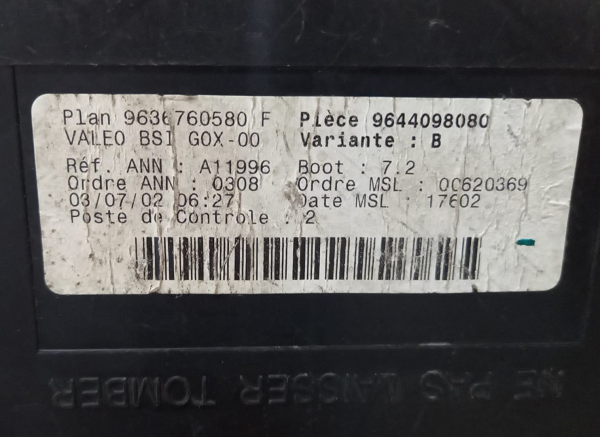 Plan 9636760580 F Pièce 9644098080
VALEO BSI GOX-00 Variante : B
Réf. ANN : A11996 Boot : 7.2
Ordre ANN : 0308 Ordre MSL : 00620369
03/07/02 06:27 Date MSL : 17602
Poste de Controle : 2
NE PAS LAISSER TOMBER